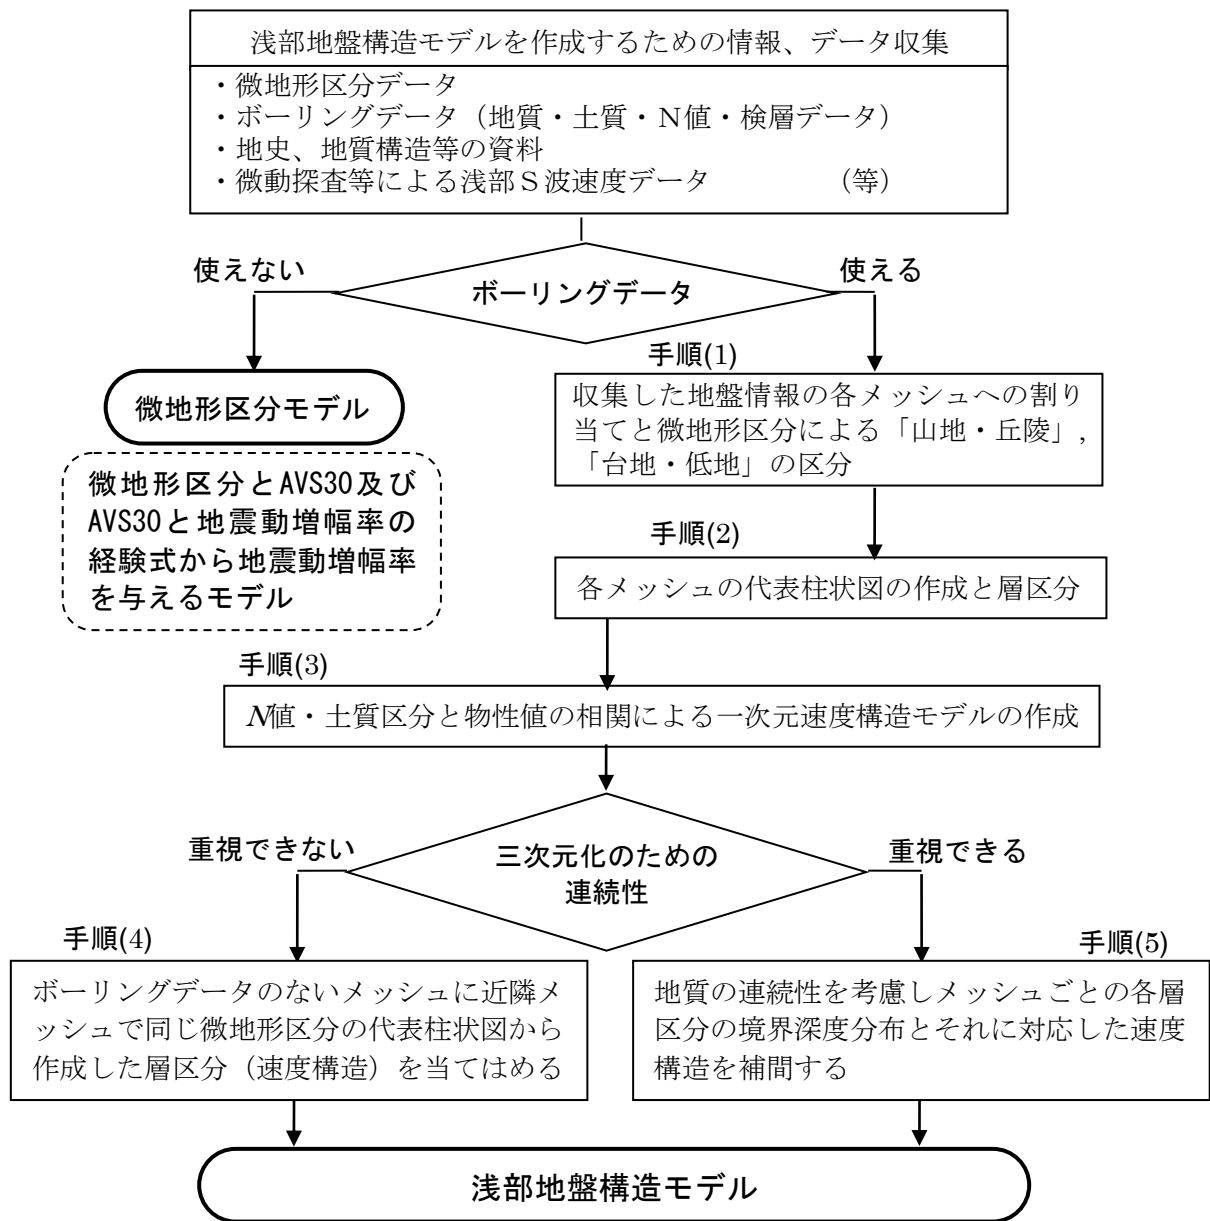 浅部地盤構造モデルを作成するための情報、データ収集
・微地形区分データ
・ボーリングデータ（地質・土質・Ｎ値・検層データ）
・地史、地質構造等の資料
・微動探査等による浅部Ｓ波速度データ　　　　　（等）
使えない
使える
ボーリングデータ
手順(1)
微地形区分モデル
収集した地盤情報の各メッシュへの割り
当てと微地形区分による「山地・丘陵」,
「台地・低地」の区分
微地形区分とAVS30及び
AVS30と地震動増幅率の
経験式から地震動増幅率
を与えるモデル
手順(2)
各メッシュの代表柱状図の作成と層区分
手順(3)
N値・土質区分と物性値の相関による一次元速度構造モデルの作成
重視できない
重視できる
三次元化のための
連続性
手順(4)
手順(5)
ボーリングデータのないメッシュに近隣メ
ッシュで同じ微地形区分の代表柱状図から
作成した層区分（速度構造）を当てはめる
地質の連続性を考慮しメッシュごとの各層
区分の境界深度分布とそれに対応した速度
構造を補間する
浅部地盤構造モデル